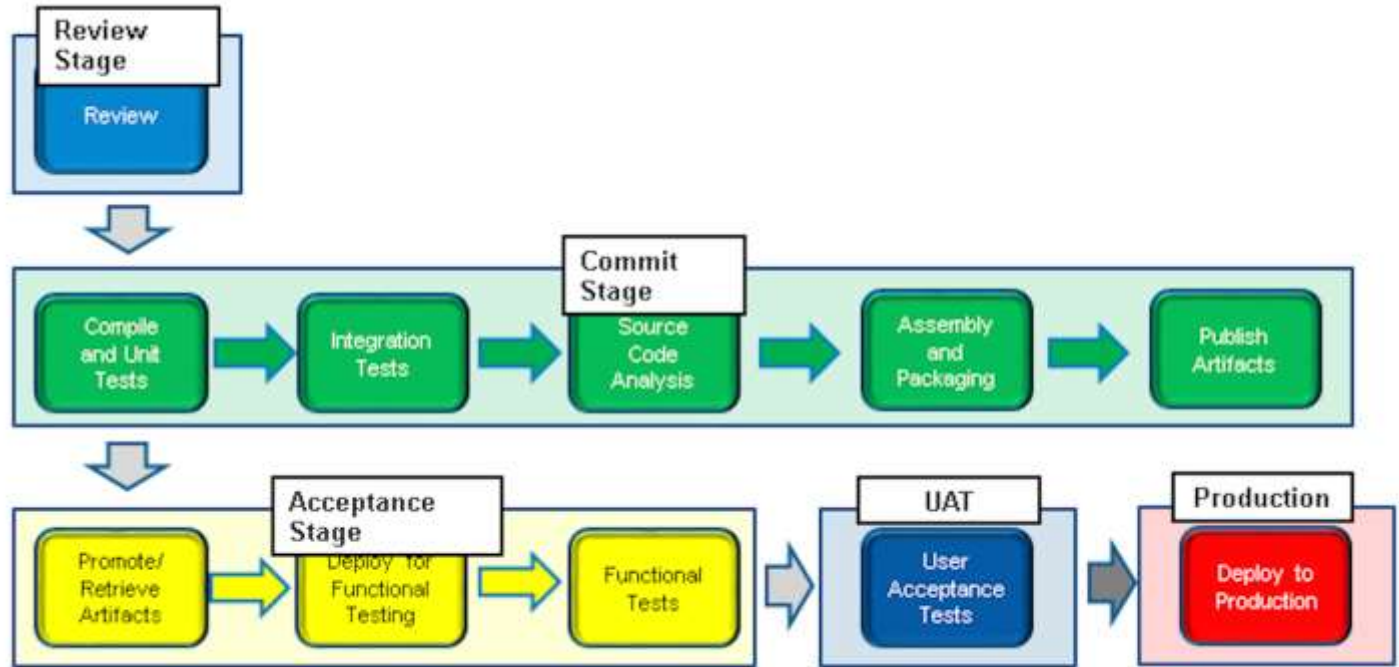 Review
Stage
Review
Commit
Stage
Compile
and Unit
Tests
Integration
Tests
Source
Code
Analysis
Assembly
and
Packaging
Publish
Artifacts
Acceptance
Stage
Promote/
Retrieve
Artifacts
Deploy for
Functional
Testing
Functional
Tests
UAT
User
Acceptance
Tests
Production
Deploy to
Production